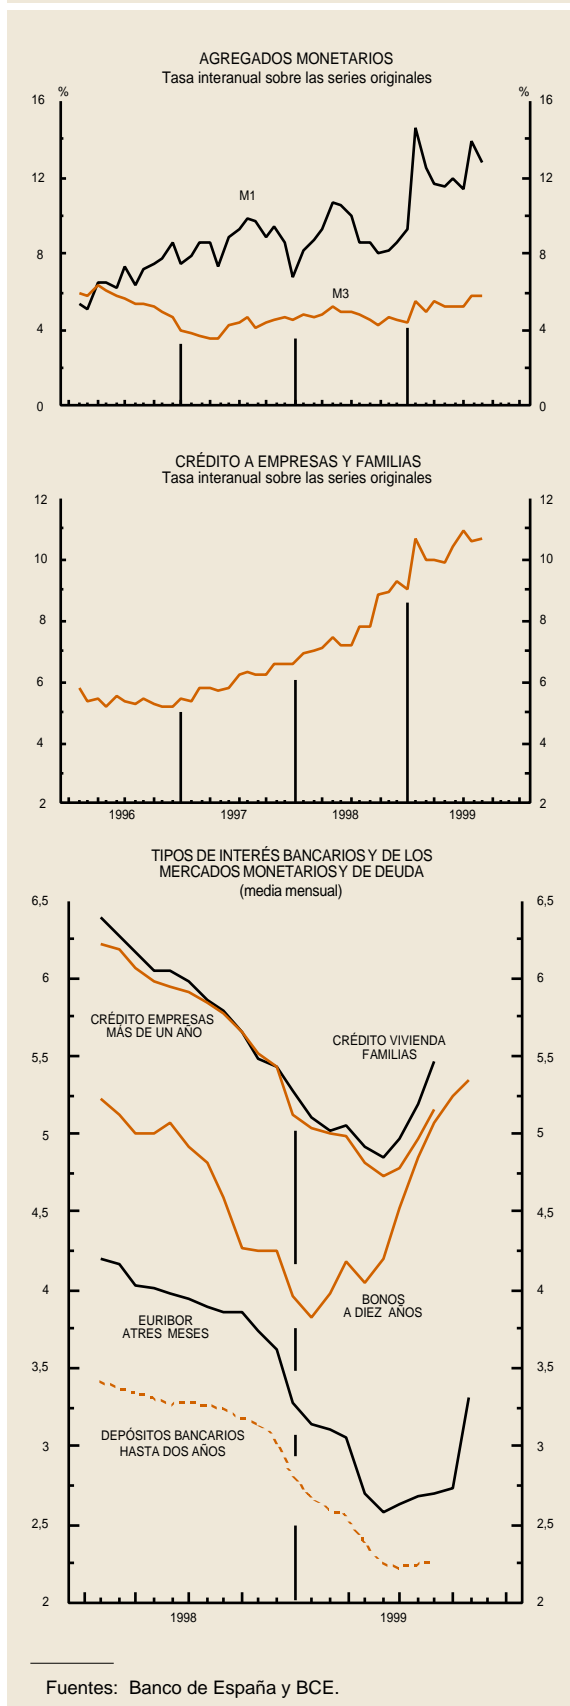 AGREGADOS MONETARIOS
Tasa interanual sobre las series originales
% %
16 16
12 12
M1
8 8
M3
4 4
0 0
CRÉDITO A EMPRESAS Y FAMILIAS
Tasa interanual sobre las series originales
12 12
10 10
8 8
6 6
4 4
2 2
1996 1997 1998 1999
TIPOS DE INTERÉS BANCARIOS Y DE LOS
MERCADOS MONETARIOS Y DE DEUDA
(media mensual)
6,5 6,5
6 6
CRÉDITO EMPRESAS
MÁS DE UN AÑO
CRÉDITO VIVIENDA
FAMILIAS
5,5 5,5
5 5
4,5 4,5
4 4
BONOS
A DIEZ AÑOS
EURIBOR
A TRES MESES
3,5 3,5
DEPÓSITOS BANCARIOS
HASTA DOS AÑOS
3 3
2,5 2,5
2 2
1998 1999
Fuentes: Banco de España y BCE.